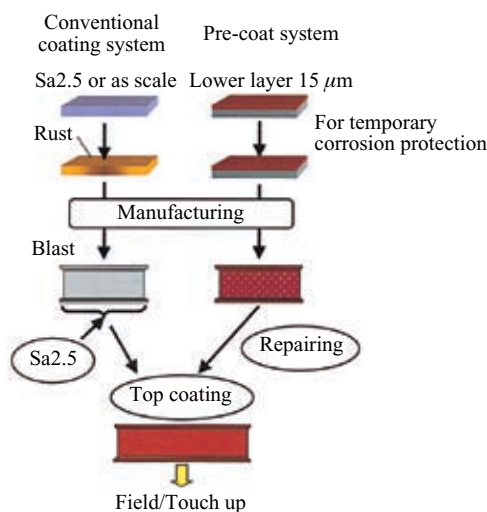 Conventional
coating system
Pre-coat system
Sa2.5 or as scale
Lower layer 15 μm
Rust
For temporary
corrosion protection
Manufacturing
Blast
Sa2.5
Repairing
Top coating
Field/Touch up